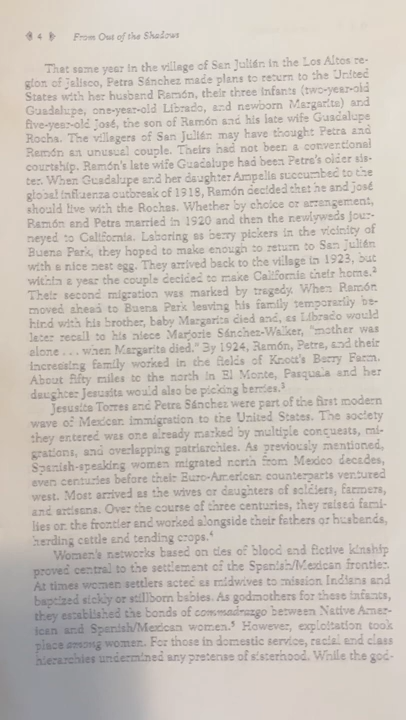 4 From Out of the Shadows
That same year in the village of San Julián in the Los Altos re-
gion of Jalisco, Petra Sánchez made plans to return to the United
States with her husband Ramón, their three infants (two-year-old
Guadalupe, one-year-old Librado, and newborn Margarita) and
five-year-old José, the son of Ramón and his late wife Guadalupe
Rocha. The villagers of San Julián may have thought Petra and
Ramón an unusual couple. Theirs had not been a conventional
courtship. Ramón's late wife Guadalupe had been Petra's older sis-
ter. When Guadalupe and her daughter Ampelia succumbed to the
global influenza outbreak of 1918, Ramón decided that he and José
should live with the Rochas. Whether by choice or arrangement,
Ramón and Petra married in 1920 and then the newlyweds jour-
neyed to California. Laboring as berry pickers in the vicinity of
Buena Park, they hoped to make enough to return to San Julián
with a nice nest egg. They arrived back to the village in 1923, but
within a year the couple decided to make California their home.²
Their second migration was marked by tragedy. When Ramón
moved ahead to Buena Park leaving his family temporarily be-
hind with his brother, baby Margarita died and, as Librado would
later recall to his niece Marjorie Sánchez-Walker, "mother was
alone . . . when Margarita died." By 1924, Ramón, Petra, and their
increasing family worked in the fields of Knott's Berry Farm.
About fifty miles to the north in El Monte, Pasquala and her
daughter Jesusita would also be picking berries.³
Jesusita Torres and Petra Sánchez were part of the first modern
wave of Mexican immigration to the United States. The society
they entered was one already marked by multiple conquests, mi-
grations, and overlapping patriarchies. As previously mentioned,
Spanish-speaking women migrated north from Mexico decades,
even centuries before their Euro-American counterparts ventured
west. Most arrived as the wives or daughters of soldiers, farmers,
and artisans. Over the course of three centuries, they raised fami-
lies on the frontier and worked alongside their fathers or husbands,
herding cattle and tending crops.⁴
Women's networks based on ties of blood and fictive kinship
proved central to the settlement of the Spanish/Mexican frontier.
At times women settlers acted as midwives to mission Indians and
baptized sickly or stillborn babies. As godmothers for these infants,
they established the bonds of commadrazgo between Native Amer-
ican and Spanish/Mexican women.⁵ However, exploitation took
place among women. For those in domestic service, racial and class
hierarchies undermined any pretense of sisterhood. While the god-